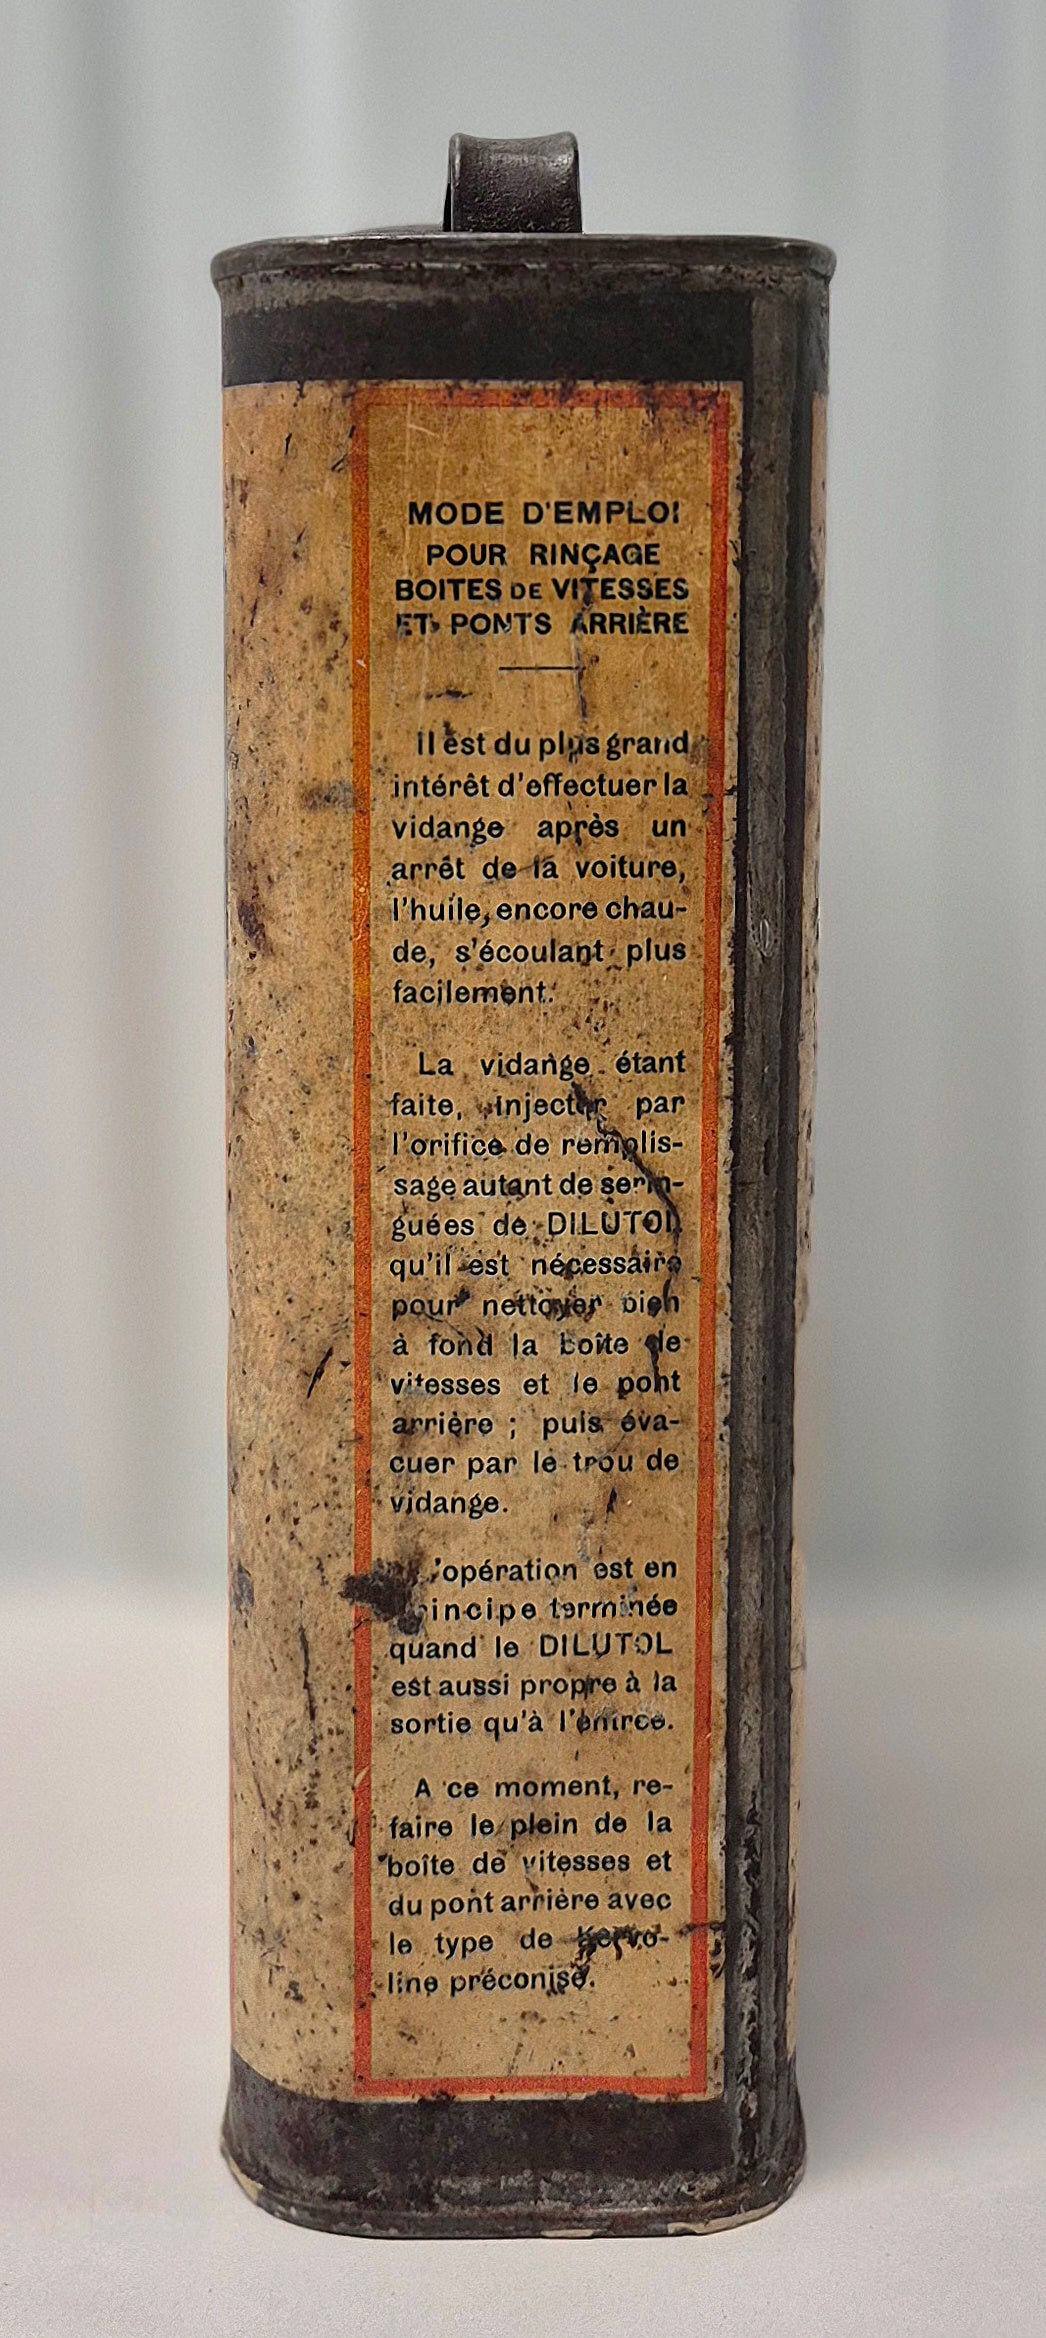 MODE D'EMPLOI
POUR RINÇAGE
BOITES DE VITESSES
ET PONTS ARRIÈRE
Il est du plus grand
intérêt d'effectuer la
vidange après un
arrêt de la voiture,
l'huile, encore chau-
de, s'écoulant plus
facilement.
La vidange étant
faite, injecter par
l'orifice de remplis-
sage autant de serin-
guées de DILUTOL
qu'il est nécessaire
pour nettoyer bien
à fond la boîte de
vitesses et le pont
arrière ; puis éva-
cuer par le trou de
vidange.
L'opération est en
principe terminée
quand le DILUTOL
est aussi propre à la
sortie qu'à l'entrée.
A ce moment, re-
faire le plein de la
boîte de vitesses et
du pont arrière avec
le type de
line préconisé.